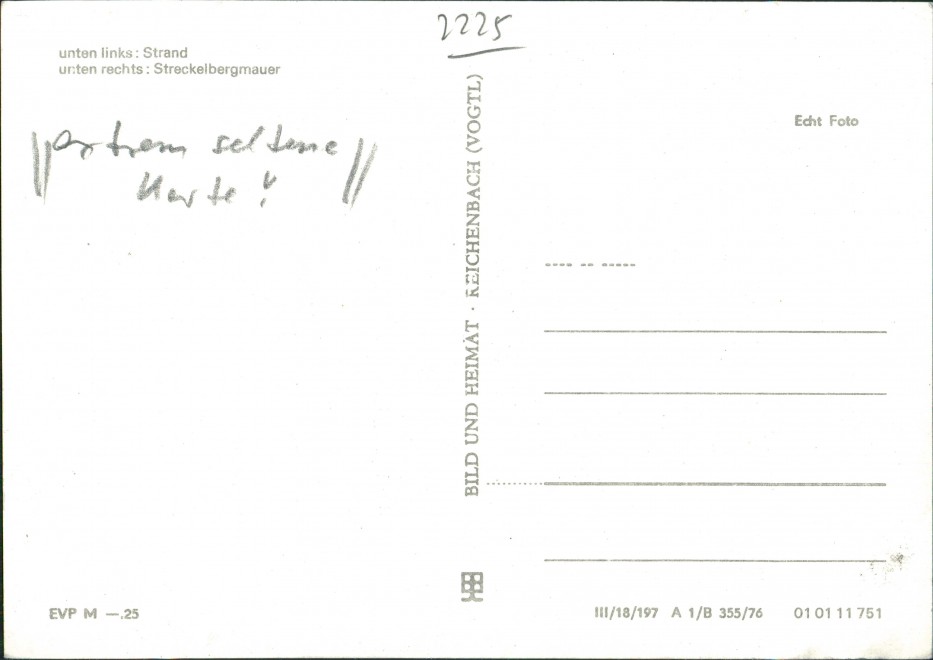 2225
unten links: Strand
unten rechts: Streckelbergmauer
Echt Foto
extrem seltene
Karte!
BILD UND HEIMAT · REICHENBACH (VOGTL)
EVP M —.25
III/18/197 A 1/B 355/76 01 01 11 751